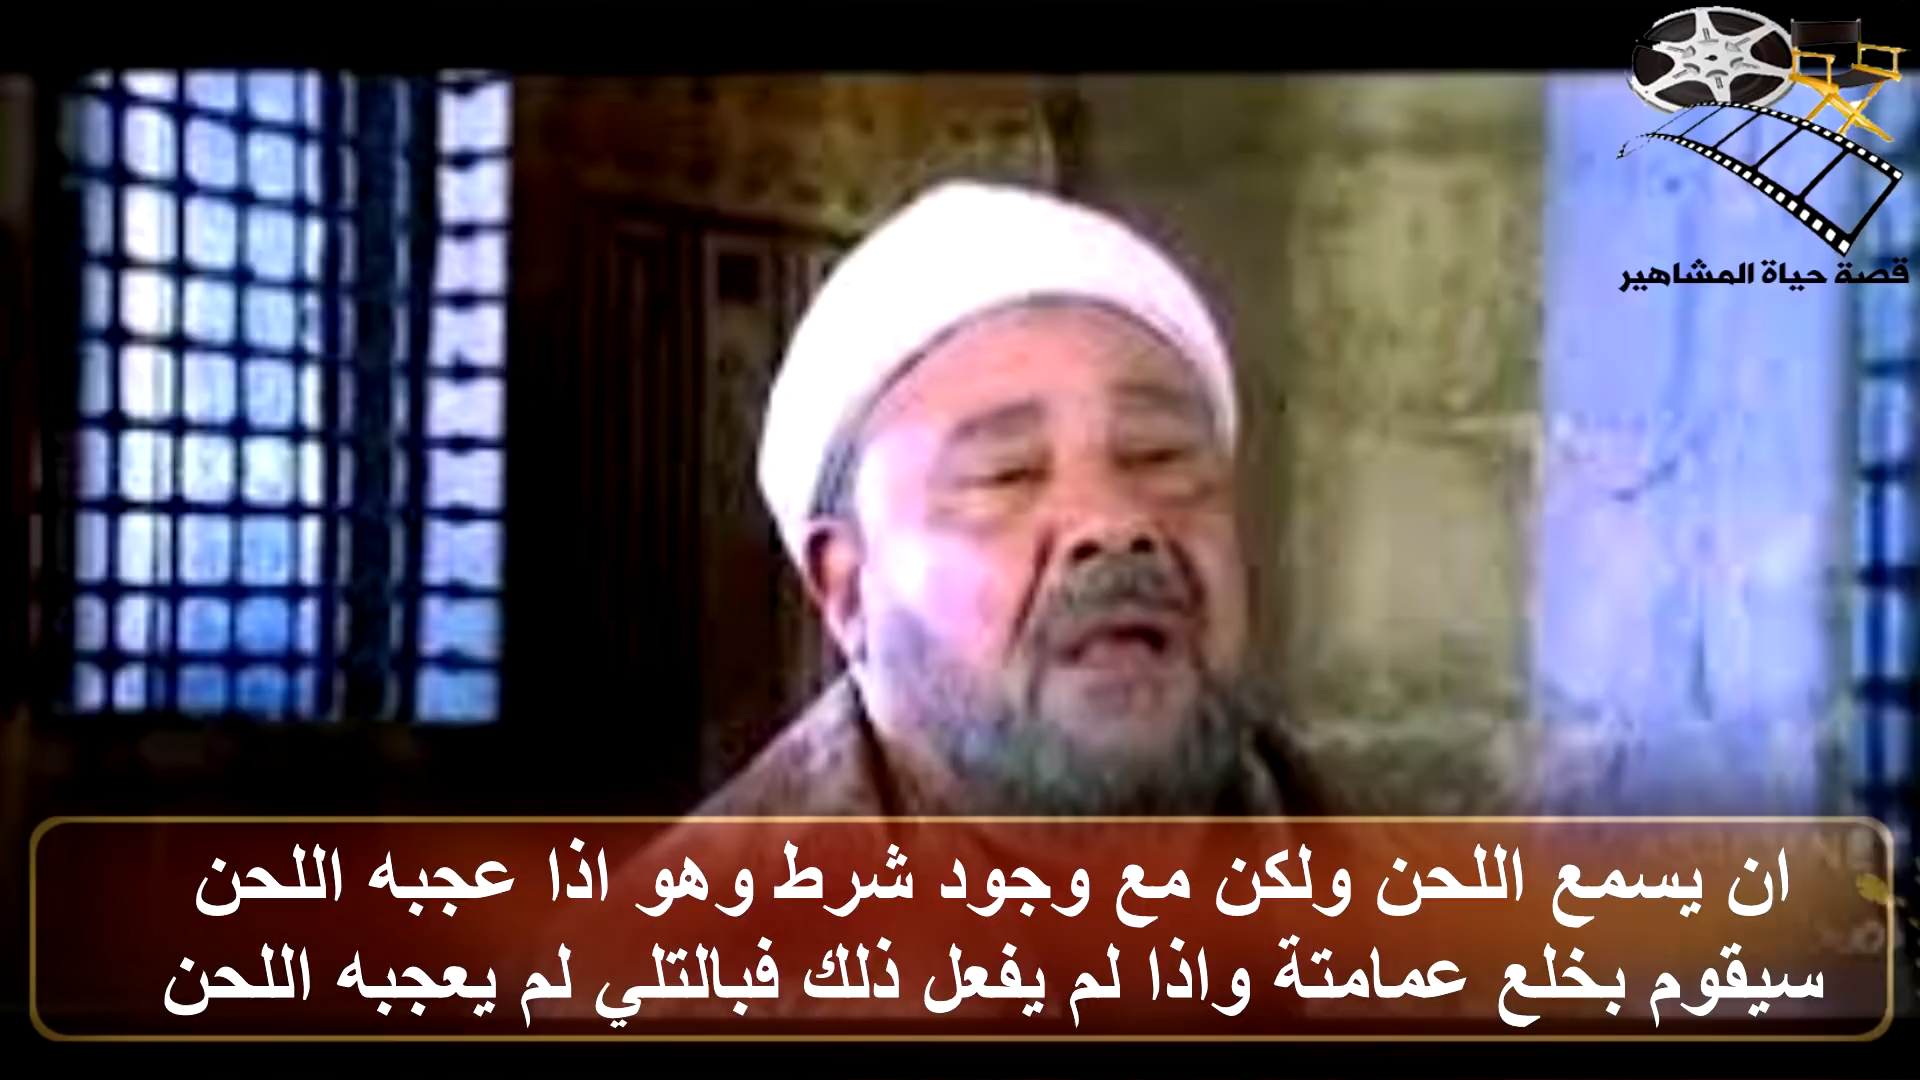 قصة حياة المشاهير
ان يسمع اللحن ولكن مع وجود شرط وهو اذا عجبه اللحن
سيقوم بخلع عمامتة واذا لم يفعل ذلك فبالتلي لم يعجبه اللحن